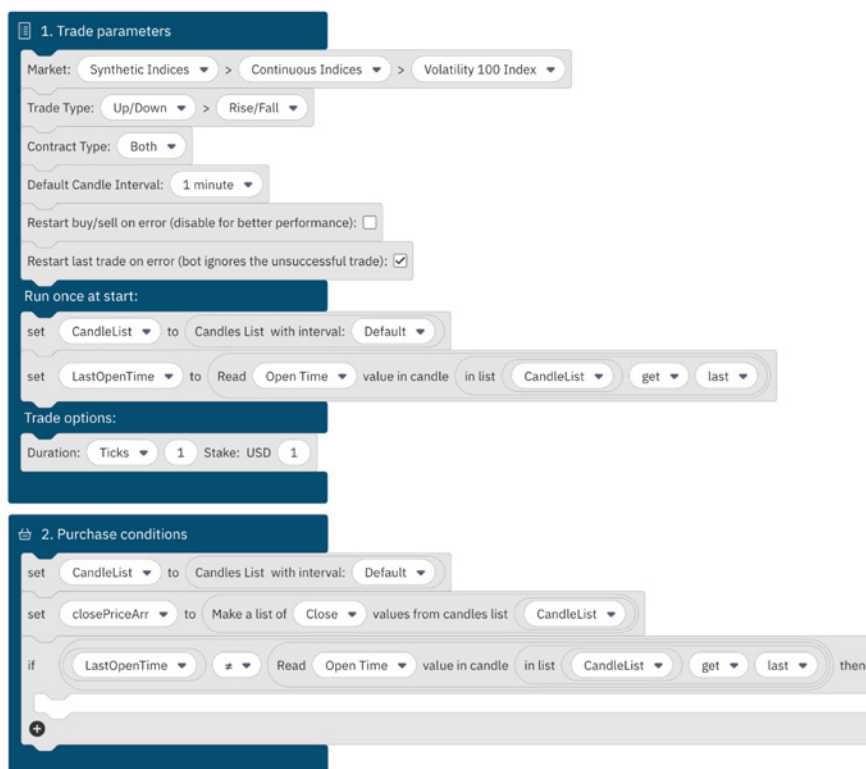 1. Trade parameters
Market: Synthetic Indices > Continuous Indices > Volatility 100 Index
Trade Type: Up/Down > Rise/Fall
Contract Type: Both
Default Candle Interval: 1 minute
Restart buy/sell on error (disable for better performance):
Restart last trade on error (bot ignores the unsuccessful trade):
Run once at start:
set CandleList to Candles List with interval: Default
set LastOpenTime to Read Open Time value in candle in list CandleList get last
Trade options:
Duration: Ticks 1 Stake: USD 1
2. Purchase conditions
set CandleList to Candles List with interval: Default
set closePriceArr to Make a list of Close values from candles list CandleList
if LastOpenTime ≠ Read Open Time value in candle in list CandleList get last then